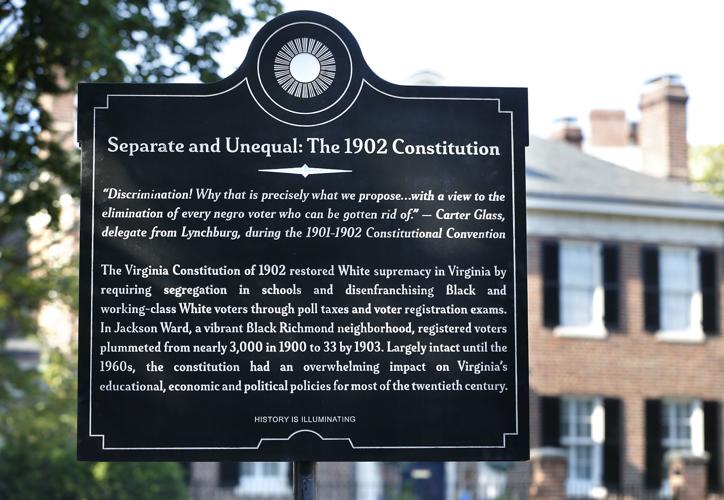 Separate and Unequal: The 1902 Constitution
"Discrimination! Why that is precisely what we propose...with a view to the
elimination of every negro voter who can be gotten rid of." — Carter Glass,
delegate from Lynchburg, during the 1901-1902 Constitutional Convention
The Virginia Constitution of 1902 restored White supremacy in Virginia by
requiring segregation in schools and disenfranchising Black and
working-class White voters through poll taxes and voter registration exams.
In Jackson Ward, a vibrant Black Richmond neighborhood, registered voters
plummeted from nearly 3,000 in 1900 to 33 by 1903. Largely intact until the
1960s, the constitution had an overwhelming impact on Virginia's
educational, economic and political policies for most of the twentieth century.
HISTORY IS ILLUMINATING